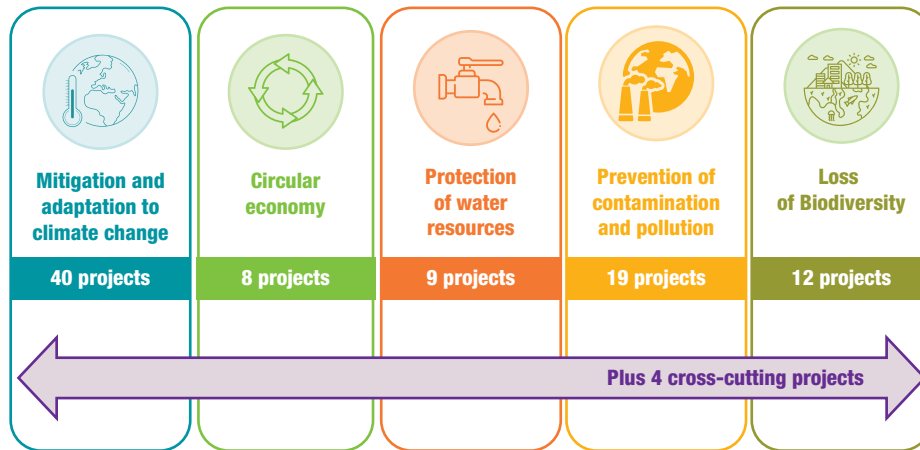 Mitigation and
adaptation to
climate change
40 projects
Circular
economy
8 projects
Protection
of water
resources
9 projects
Prevention of
contamination
and pollution
19 projects
Loss
of Biodiversity
12 projects
Plus 4 cross-cutting projects